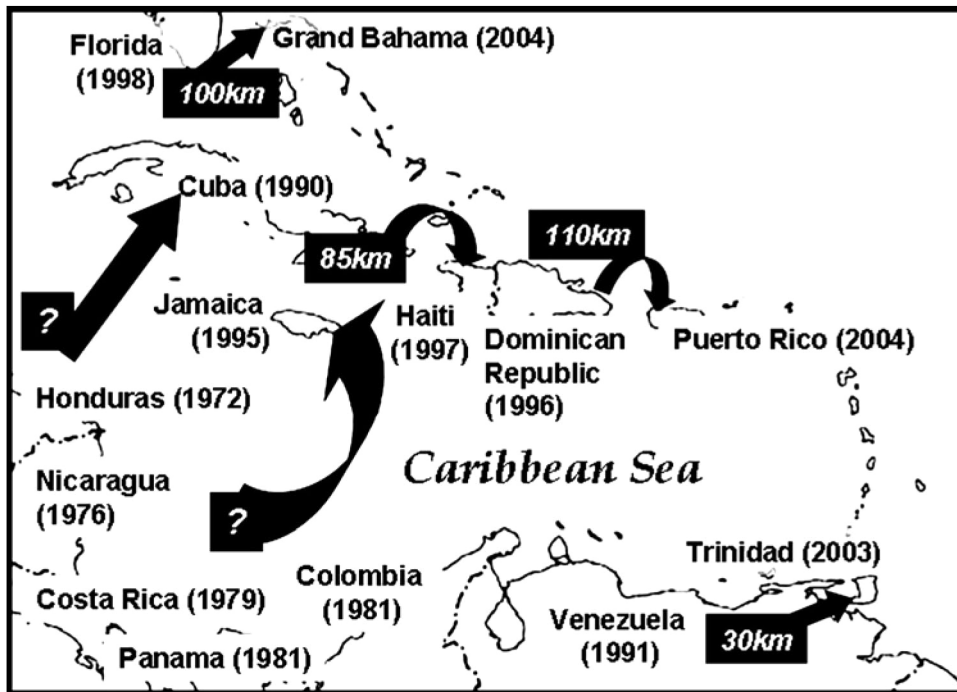 Florida
(1998)
Grand Bahama (2004)
100km
Cuba (1990)
85km
110km
?
Jamaica
(1995)
Haiti
(1997)
Dominican
Republic
(1996)
Puerto Rico (2004)
Honduras (1972)
Caribbean Sea
Nicaragua
(1976)
?
Trinidad (2003)
Colombia
(1981)
Costa Rica (1979)
Venezuela
(1991)
30km
Panama (1981)